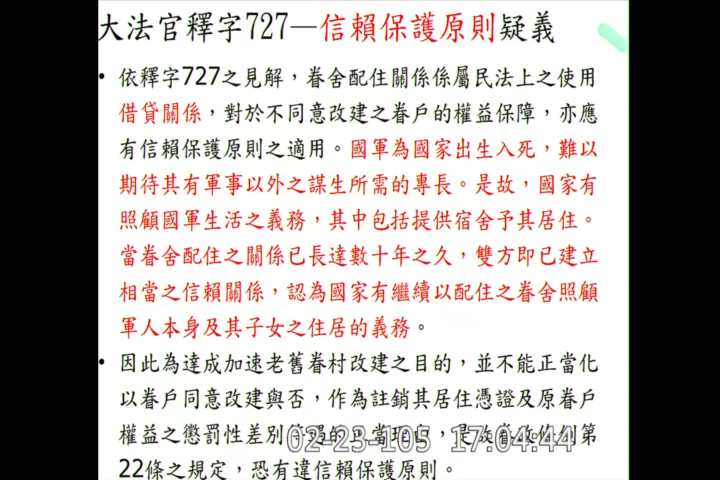 大法官釋字727—信賴保護原則疑義
• 依釋字727之見解，眷舍配住關係係屬民法上之使用
借貸關係，對於不同意改建之眷戶的權益保障，亦應
有信賴保護原則之適用。國軍為國家出生入死，難以
期待其有軍事以外之謀生所需的專長。是故，國家有
照顧國軍生活之義務，其中包括提供宿舍予其居住。
當眷舍配住之關係已長達數十年之久，雙方即已建立
相當之信賴關係，認為國家有繼續以配住之眷舍照顧
軍人本身及其子女之住居的義務。
• 因此為達成加速老舊眷村改建之目的，並不能正當化
以眷戶同意改建與否，作為註銷其居住憑證及原眷戶
權益之懲罰性差別
02-23-105 17:04:44
第
22條之規定，恐有違信賴保護原則。